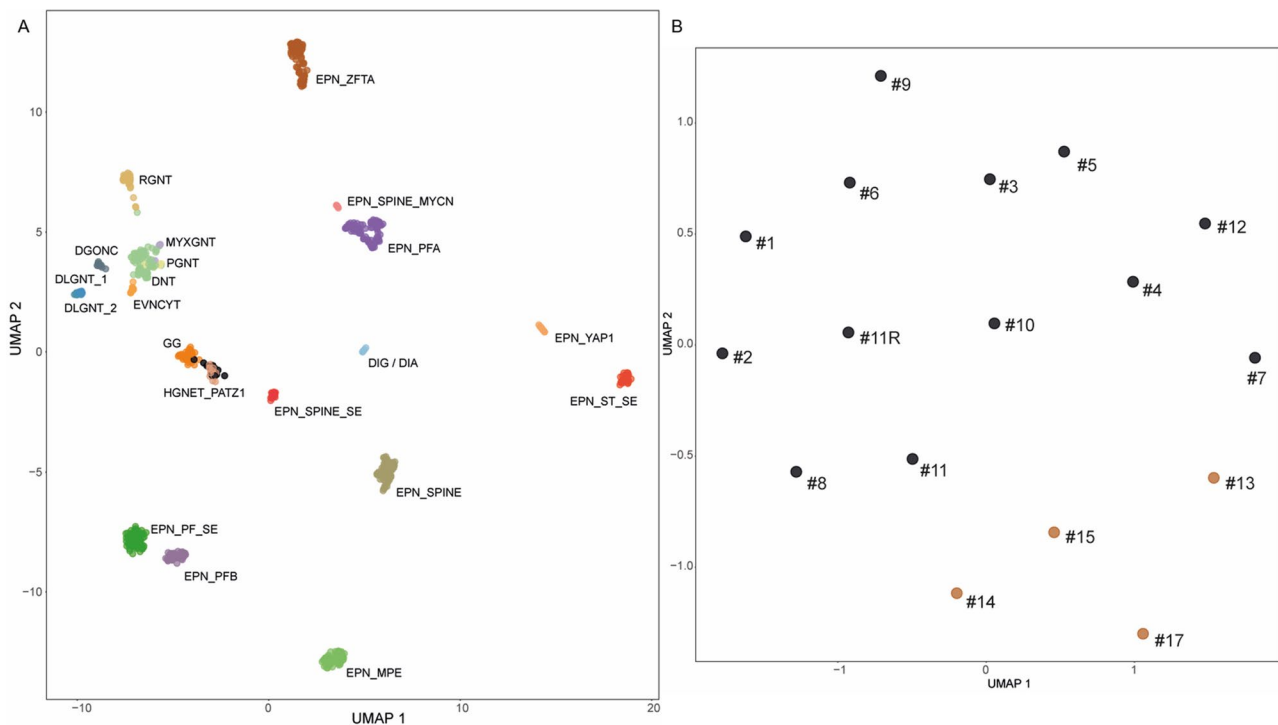 A
EPN_ZFTA
10
RGNT
EPN_SPINE_MYCN
5
MYXGNT
EPN_PFA
DGONC
PGNT
DLGNT_1
DNT
DLGNT_2
EVNCYT
UMAP 2
GG
EPN_YAP1
0
DIG / DIA
HGNET_PATZ1
EPN_SPINE_SE
EPN_ST_SE
−5
EPN_SPINE
EPN_PF_SE
EPN_PFB
−10
EPN_MPE
−10
0
10
20
UMAP 1
B
#9
1.0
#5
#3
#6
0.5
#12
#1
#4
UMAP 2
#10
#11R
0.0
#2
#7
−0.5
#11
#8
#13
#15
−1.0
#14
#17
−1
0
1
UMAP 1